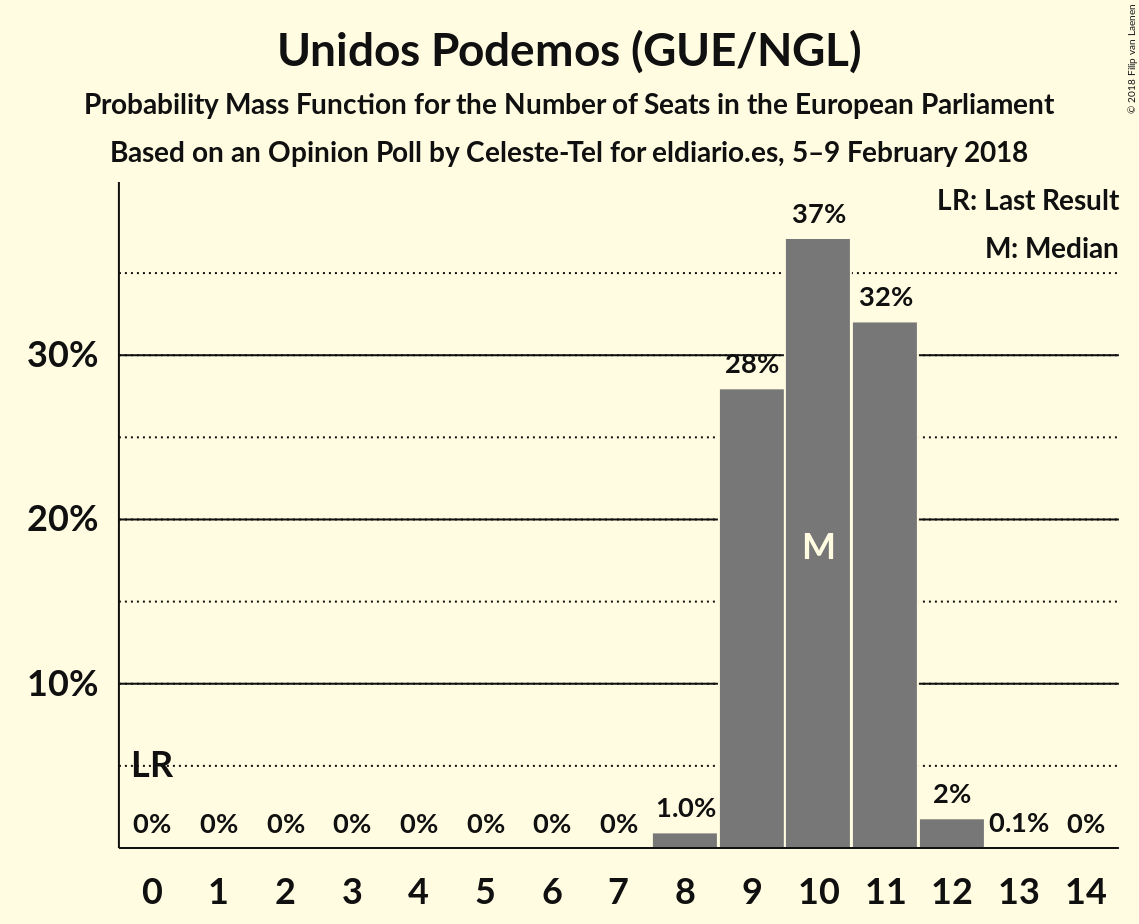 Unidos Podemos (GUE/NGL)
Probability Mass Function for the Number of Seats in the European Parliament
Based on an Opinion Poll by Celeste-Tel for eldiario.es, 5–9 February 2018
© 2018 Filip van Laenen
LR: Last Result
M: Median
37%
32%
30%
28%
20%
M
10%
LR
0% 0% 0% 0% 0% 0% 0% 0% 1.0% 2% 0.1% 0%
0 1 2 3 4 5 6 7 8 9 10 11 12 13 14